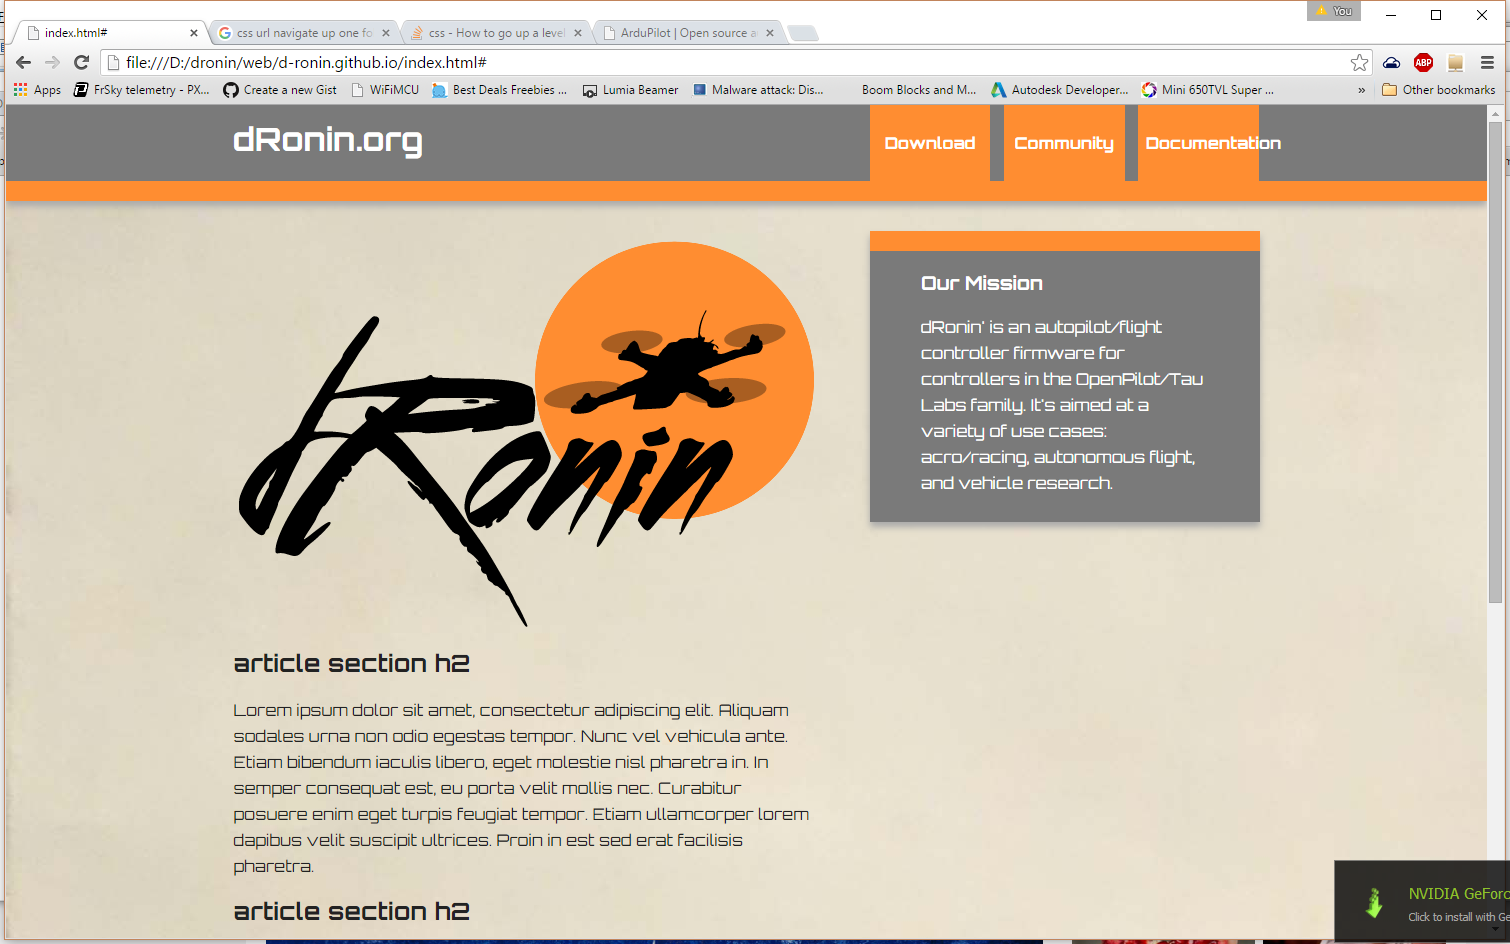 You
index.html#
css url navigate up one fo
css - How to go up a level
ArduPilot | Open source a
file:///D:/dronin/web/d-ronin.github.io/index.html#
ABP
Apps
FrSky telemetry - PX...
Create a new Gist
WiFiMCU
Best Deals Freebies ...
Lumia Beamer
Malware attack: Dis...
Boom Blocks and M...
Autodesk Developer...
Mini 650TVL Super ...
»
Other bookmarks
dRonin.org
Download
Community
Documentation
dRonin
Our Mission
dRonin' is an autopilot/flight
controller firmware for
controllers in the OpenPilot/Tau
Labs family. It's aimed at a
variety of use cases:
acro/racing, autonomous flight,
and vehicle research.
article section h2
Lorem ipsum dolor sit amet, consectetur adipiscing elit. Aliquam
sodales urna non odio egestas tempor. Nunc vel vehicula ante.
Etiam bibendum iaculis libero, eget molestie nisl pharetra in. In
semper consequat est, eu porta velit mollis nec. Curabitur
posuere enim eget turpis feugiat tempor. Etiam ullamcorper lorem
dapibus velit suscipit ultrices. Proin in est sed erat facilisis
pharetra.
article section h2
NVIDIA GeForc
Click to install with Ge